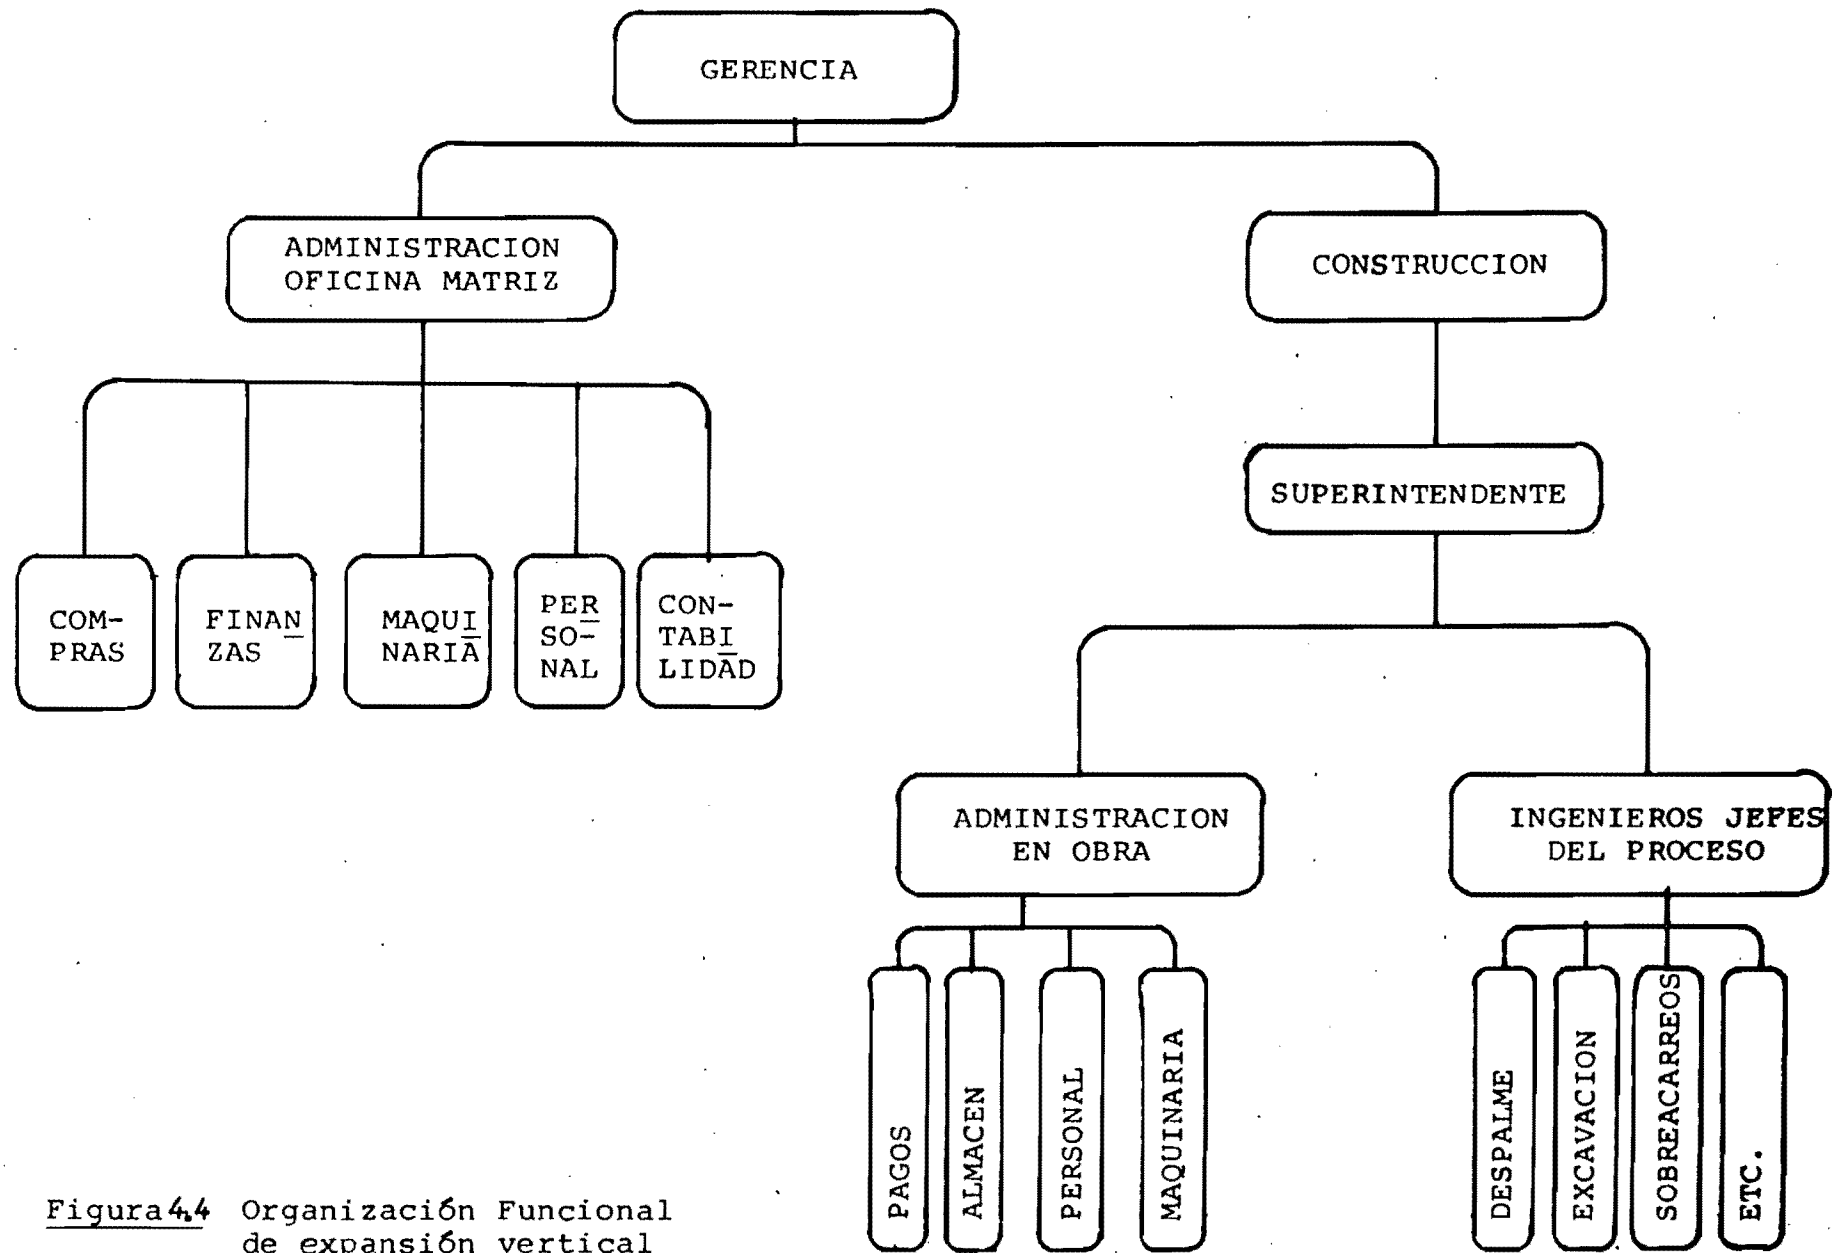 GERENCIA
ADMINISTRACION
OFICINA MATRIZ
CONSTRUCCION
SUPERINTENDENTE
COM-
PRAS
FINAN
ZAS
MAQUI
NARIA
PER
SO-
NAL
CON-
TABI
LIDAD
ADMINISTRACION
EN OBRA
INGENIEROS JEFES
DEL PROCESO
PAGOS
ALMACEN
PERSONAL
MAQUINARIA
DESPALME
EXCAVACION
SOBREACARREOS
ETC.
Figura 4.4 Organización Funcional
de expansión vertical